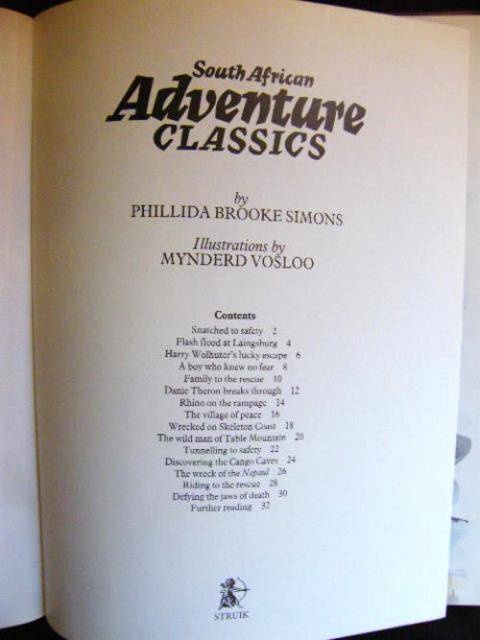 South African
Adventure
CLASSICS
by
PHILLIDA BROOKE SIMONS
Illustrations by
MYNDERD VOSLOO
Contents
Snatched to safety 2
Flash flood at Laingsburg 4
Harry Wolhuter's lucky escape 6
A boy who knew no fear 8
Family to the rescue 10
Danie Theron breaks through 12
Rhino on the rampage 14
The village of peace 16
Wrecked on Skeleton Coast 18
The wild man of Table Mountain 20
Tunnelling to safety 22
Discovering the Cango Caves 24
The wreck of the Nepaul 26
Riding to the rescue 28
Defying the jaws of death 30
Further reading 32
STRUIK